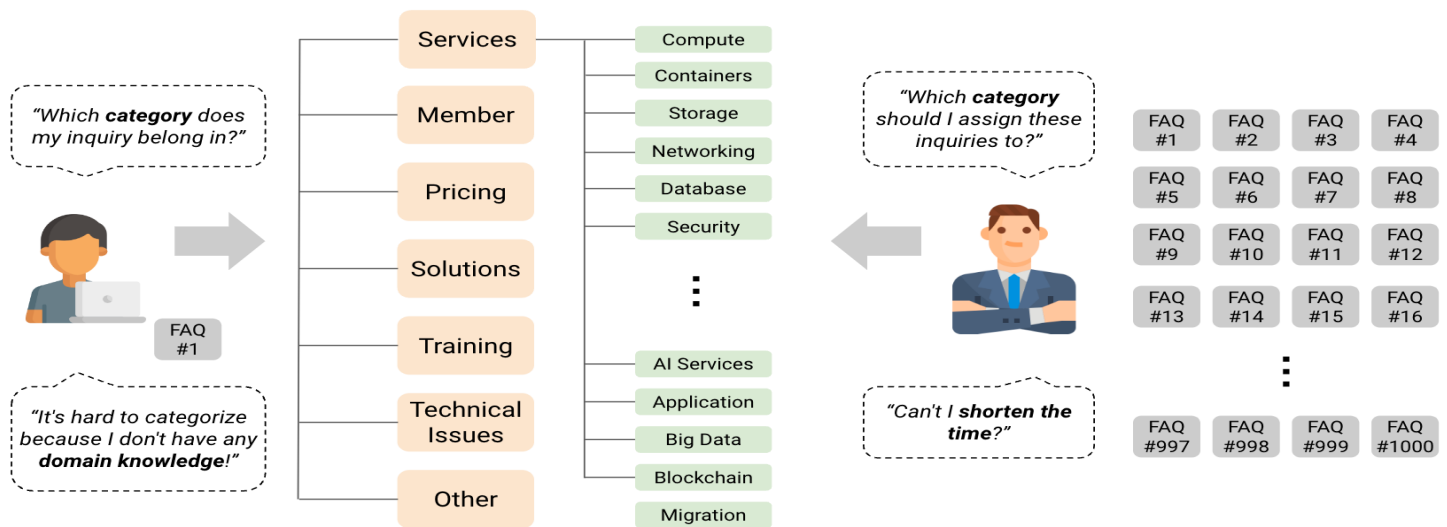 “Which category does
my inquiry belong in?”
FAQ
#1
“It's hard to categorize
because I don't have any
domain knowledge!”
Services
Member
Pricing
Solutions
Training
Technical
Issues
Other
Compute
Containers
Storage
Networking
Database
Security
AI Services
Application
Big Data
Blockchain
Migration
“Which category
should I assign these
inquiries to?”
“Can't I shorten the
time?”
FAQ
#1
FAQ
#2
FAQ
#3
FAQ
#4
FAQ
#5
FAQ
#6
FAQ
#7
FAQ
#8
FAQ
#9
FAQ
#10
FAQ
#11
FAQ
#12
FAQ
#13
FAQ
#14
FAQ
#15
FAQ
#16
FAQ
#997
FAQ
#998
FAQ
#999
FAQ
#1000